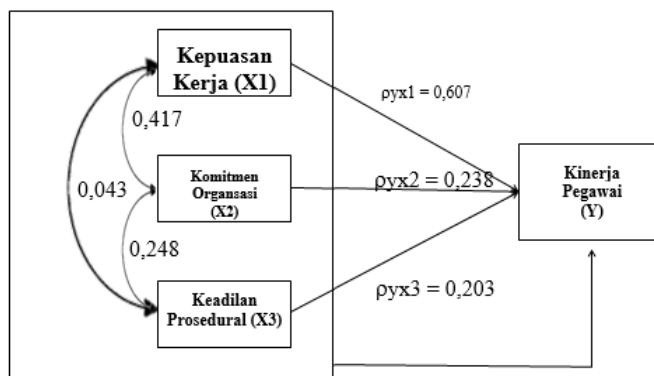 Kepuasan
Kerja (X1)
ρyx1 = 0,607
0,417
Komitmen
Organsasi
(X2)
ρyx2 = 0,238
Kinerja
Pegawai
(Y)
0,043
0,248
Keadilan
Prosedural (X3)
ρyx3 = 0,203